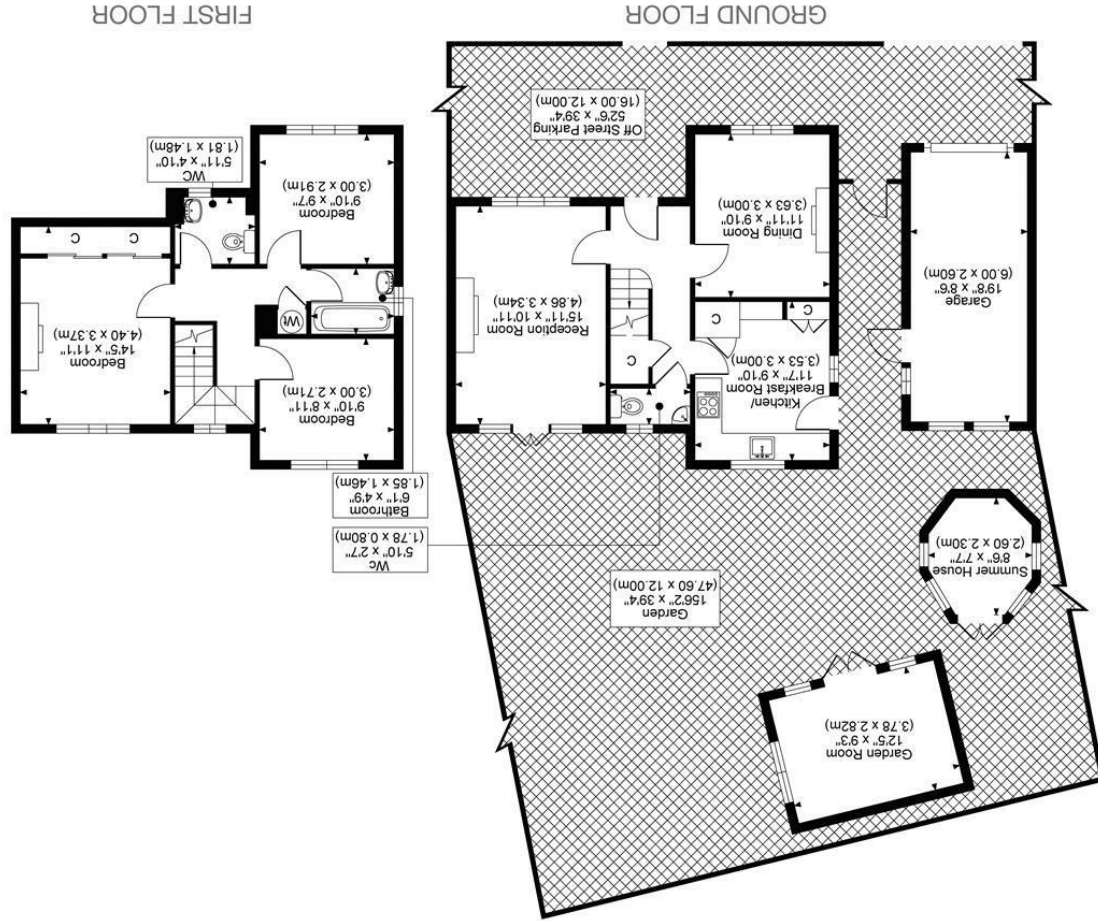 Garden Room
12'5" x 9'3"
(3.78 x 2.82m)
Summer House
8'6" x 7'7"
(2.60 x 2.30m)
Garden
156'2" x 39'4"
(47.60 x 12.00m)
Wc
5'10" x 2'7"
(1.78 x 0.80m)
Bathroom
6'1" x 4'9"
(1.85 x 1.46m)
Kitchen/
Breakfast Room
11'7" x 9'10"
(3.53 x 3.00m)
C
C
C
Reception Room
15'11" x 10'11"
(4.86 x 3.34m)
Garage
19'8" x 8'6"
(6.00 x 2.60m)
Dining Room
11'11" x 9'10"
(3.63 x 3.00m)
Off Street Parking
52'6" x 39'4"
(16.00 x 12.00m)
GROUND FLOOR
Bedroom
9'10" x 8'11"
(3.00 x 2.71m)
Bedroom
14'5" x 11'1"
(4.40 x 3.37m)
Wt
C
C
Bedroom
9'10" x 9'7"
(3.00 x 2.91m)
WC
5'11" x 4'10"
(1.81 x 1.48m)
FIRST FLOOR